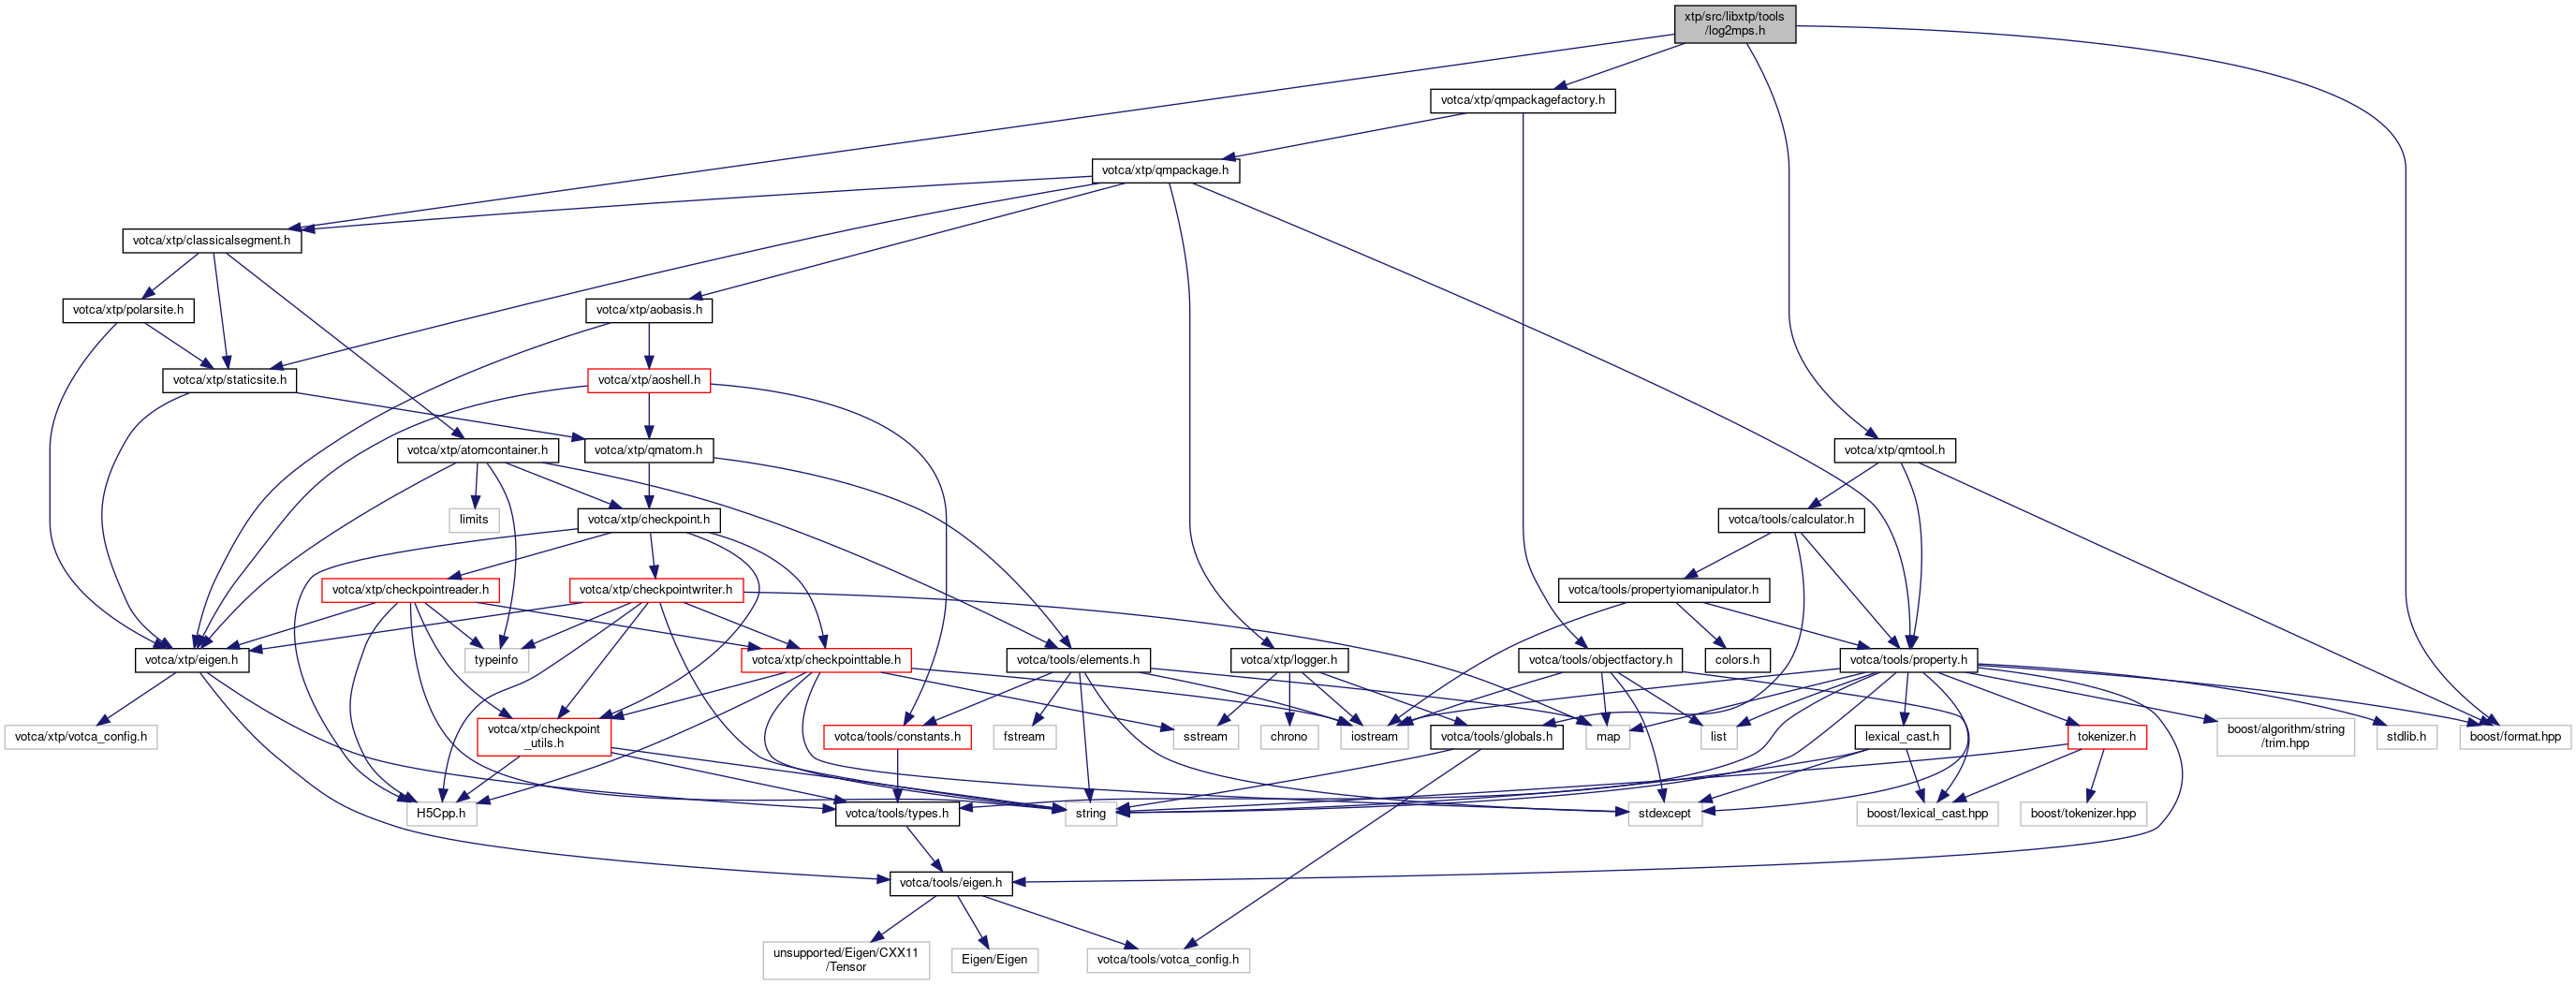 xtp/src/libxtp/tools
/log2mps.h
votca/xtp/qmpackagefactory.h
votca/xtp/qmpackage.h
votca/xtp/classicalsegment.h
votca/xtp/polarsite.h
votca/xtp/aobasis.h
votca/xtp/staticsite.h
votca/xtp/aoshell.h
votca/xtp/atomcontainer.h
votca/xtp/qmatom.h
votca/xtp/qmtool.h
limits
votca/xtp/checkpoint.h
votca/tools/calculator.h
votca/xtp/checkpointreader.h
votca/xtp/checkpointwriter.h
votca/tools/propertyiomanipulator.h
votca/xtp/eigen.h
typeinfo
votca/xtp/checkpointtable.h
votca/tools/elements.h
votca/xtp/logger.h
votca/tools/objectfactory.h
colors.h
votca/tools/property.h
votca/xtp/votca_config.h
votca/xtp/checkpoint
_utils.h
votca/tools/constants.h
fstream
sstream
chrono
iostream
votca/tools/globals.h
map
list
lexical_cast.h
tokenizer.h
boost/algorithm/string
/trim.hpp
stdlib.h
boost/format.hpp
H5Cpp.h
votca/tools/types.h
string
stdexcept
boost/lexical_cast.hpp
boost/tokenizer.hpp
votca/tools/eigen.h
unsupported/Eigen/CXX11
/Tensor
Eigen/Eigen
votca/tools/votca_config.h